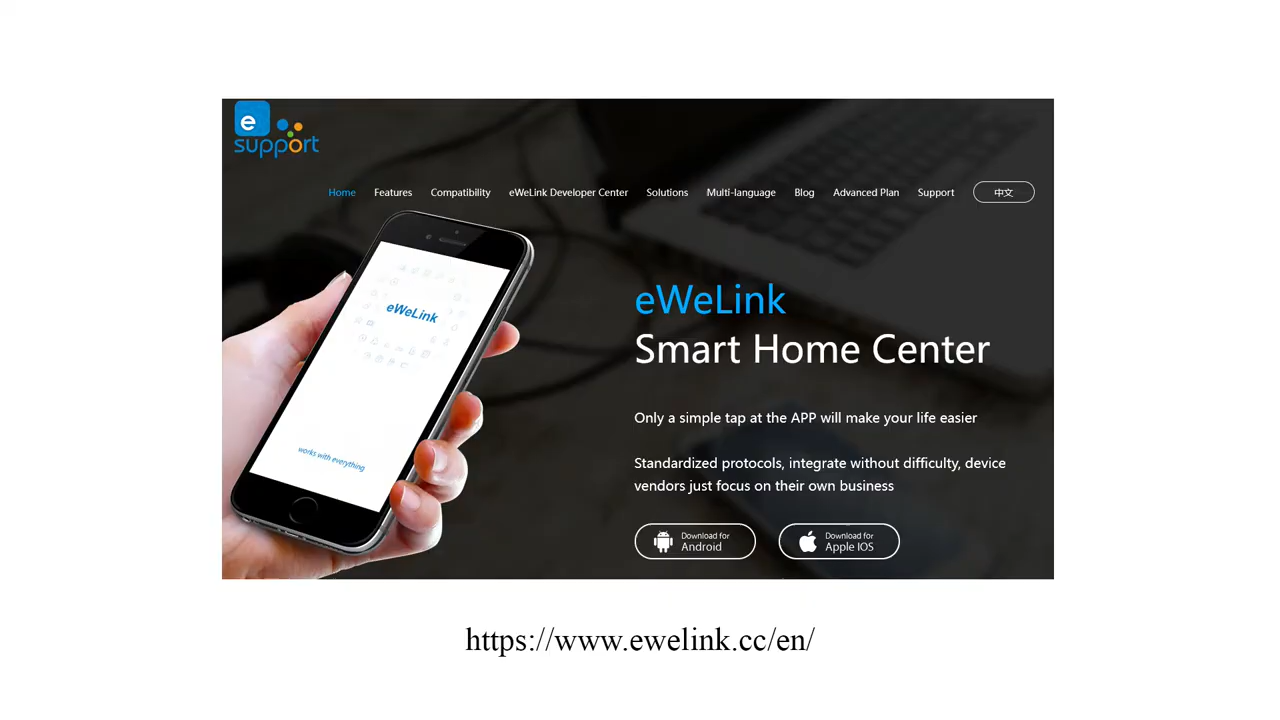 e
support
Home Features Compatibility eWeLink Developer Center Solutions Multi-language Blog Advanced Plan Support 中文
eWeLink
works with everything
eWeLink
Smart Home Center
Only a simple tap at the APP will make your life easier
Standardized protocols, integrate without difficulty, device
vendors just focus on their own business
Download for
Android
Download for
Apple IOS
https://www.ewelink.cc/en/